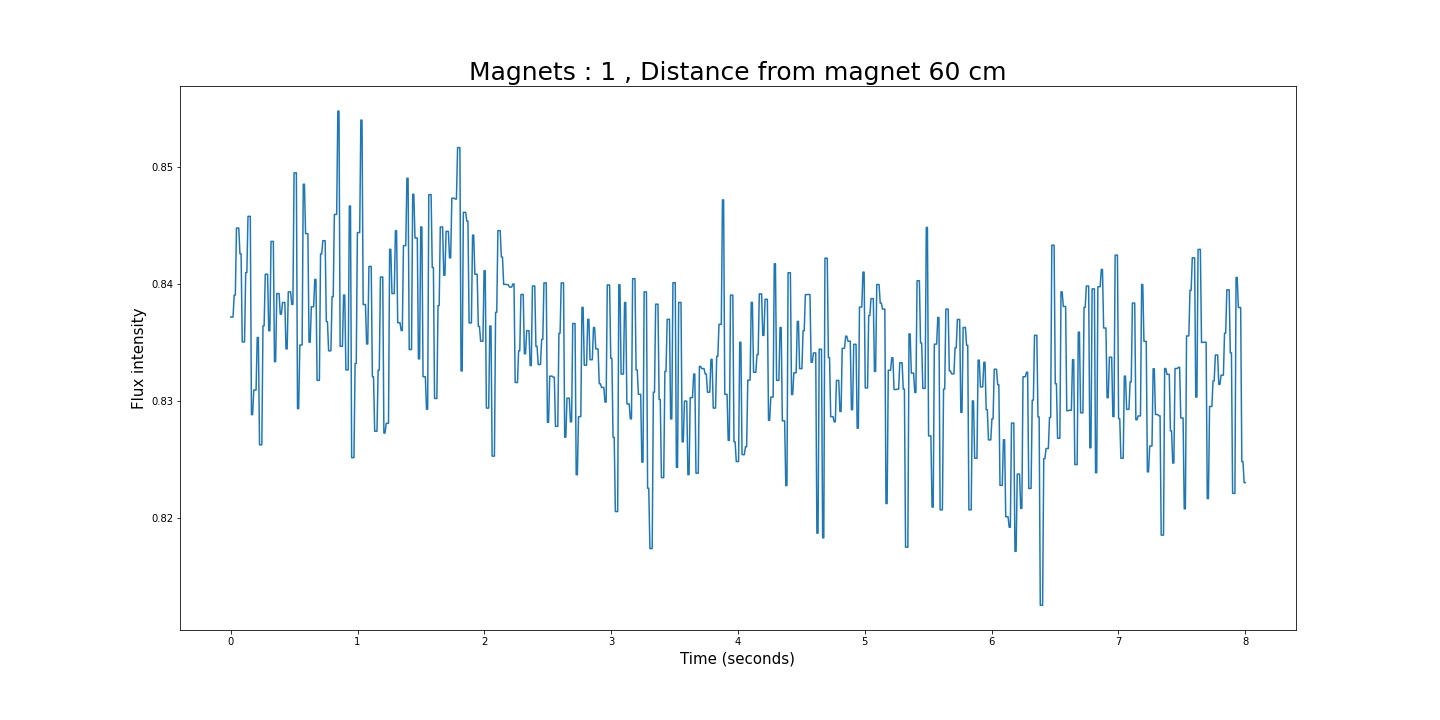 Magnets : 1 , Distance from magnet 60 cm
0.85
0.84
0.83
0.82
Flux intensity
0 1 2 3 4 5 6 7 8
Time (seconds)